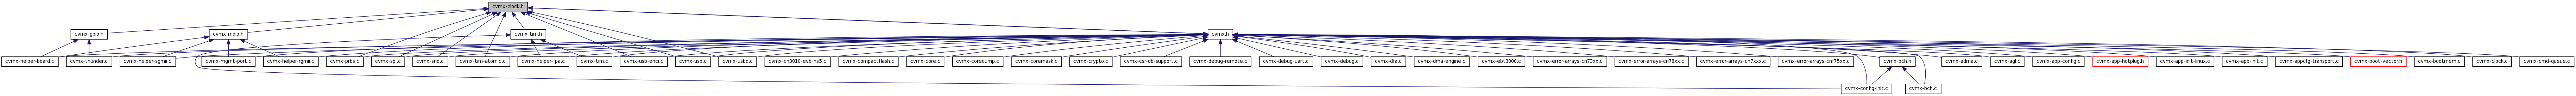 cvmx-clock.h
cvmx-gpio.h
cvmx-mdio.h
cvmx-tim.h
cvmx.h
cvmx-helper-board.c
cvmx-thunder.c
cvmx-helper-sgmii.c
cvmx-mgmt-port.c
cvmx-helper-rgmii.c
cvmx-prbs.c
cvmx-spi.c
cvmx-srio.c
cvmx-tim-atomic.c
cvmx-helper-fpa.c
cvmx-tim.c
cvmx-usb-ehci.c
cvmx-usb.c
cvmx-usbd.c
cvmx-cn3010-evb-hs5.c
cvmx-compactflash.c
cvmx-core.c
cvmx-coredump.c
cvmx-coremask.c
cvmx-crypto.c
cvmx-csr-db-support.c
cvmx-debug-remote.c
cvmx-debug-uart.c
cvmx-debug.c
cvmx-dfa.c
cvmx-dma-engine.c
cvmx-ebt3000.c
cvmx-error-arrays-cn73xx.c
cvmx-error-arrays-cn78xx.c
cvmx-error-arrays-cn7xxx.c
cvmx-error-arrays-cnf75xx.c
cvmx-bch.h
cvmx-adma.c
cvmx-agl.c
cvmx-app-config.c
cvmx-app-hotplug.h
cvmx-app-init-linux.c
cvmx-app-init.c
cvmx-appcfg-transport.c
cvmx-boot-vector.h
cvmx-bootmem.c
cvmx-clock.c
cvmx-cmd-queue.c
cvmx-config-init.c
cvmx-bch.c